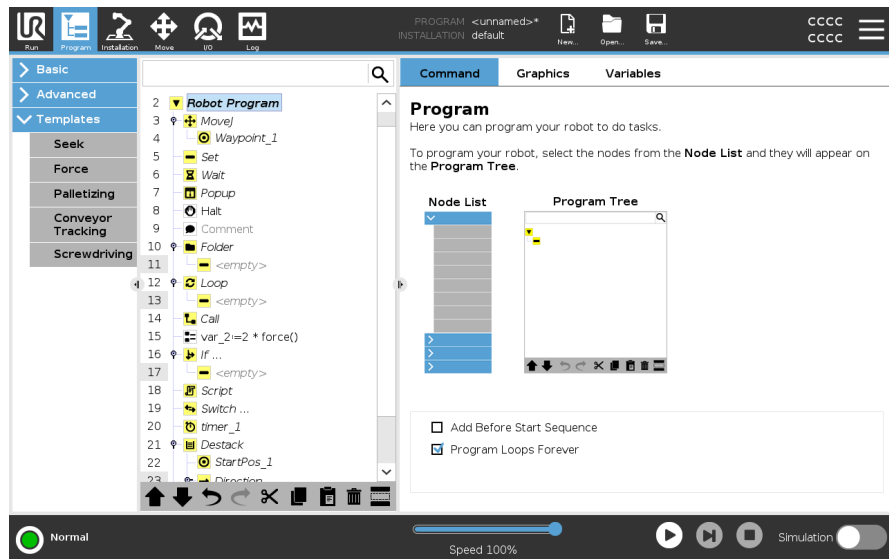 PROGRAM <unnamed>*
INSTALLATION default
CCCC
CCCC
UR
Run
Program
Installation
Move
I/O
Log
New...
Open...
Save...
Basic
Advanced
Templates
Seek
Force
Palletizing
Conveyor
Tracking
Screwdriving
2 Robot Program
3 MoveJ
4 Waypoint_1
5 Set
6 Wait
7 Popup
8 Halt
9 Comment
10 Folder
11 <empty>
12 Loop
13 <empty>
14 Call
15 var_2:=2 * force()
16 If ...
17 <empty>
18 Script
19 Switch ...
20 timer_1
21 Destack
22 StartPos_1
23 Direction
Command
Graphics
Variables
Program
Here you can program your robot to do tasks.
To program your robot, select the nodes from the Node List and they will appear on
the Program Tree.
Node List
Program Tree
Add Before Start Sequence
Program Loops Forever
Normal
Speed 100%
Simulation